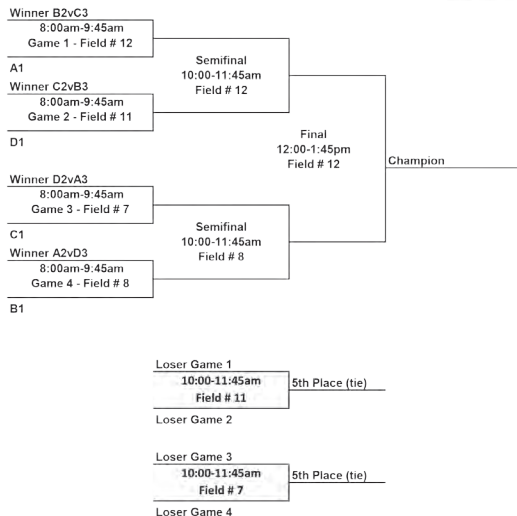 Winner B2vC3
8:00am-9:45am
Game 1 - Field # 12
A1
Semifinal
10:00-11:45am
Field # 12
Winner C2vB3
8:00am-9:45am
Game 2 - Field # 11
D1
Final
12:00-1:45pm
Field # 12
Champion
Winner D2vA3
8:00am-9:45am
Game 3 - Field # 7
C1
Semifinal
10:00-11:45am
Field # 8
Winner A2vD3
8:00am-9:45am
Game 4 - Field # 8
B1
Loser Game 1
10:00-11:45am
Field # 11
5th Place (tie)
Loser Game 2
Loser Game 3
10:00-11:45am
Field # 7
5th Place (tie)
Loser Game 4